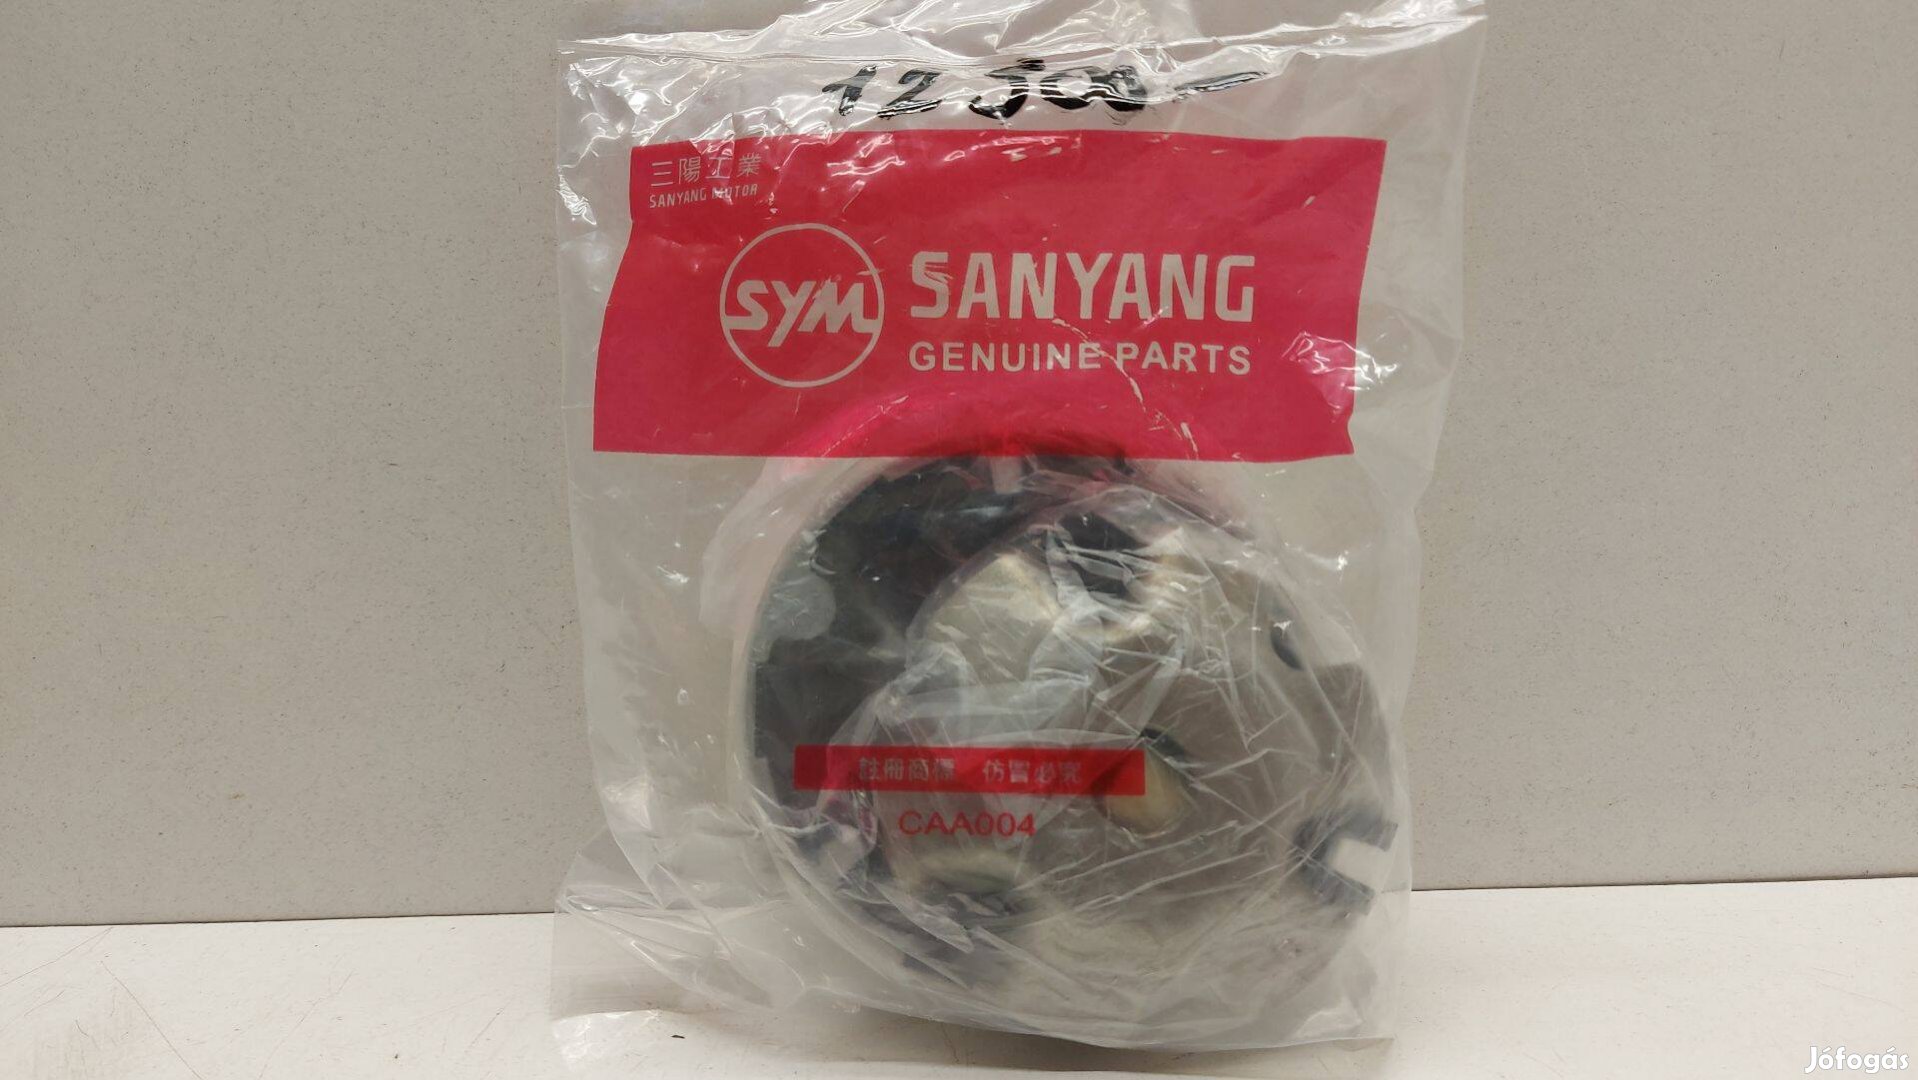 12500-
三陽工業
SANYANG MOTOR
SYM
SANYANG
GENUINE PARTS
註冊商標 仿冒必究
CAA004
Jófogás